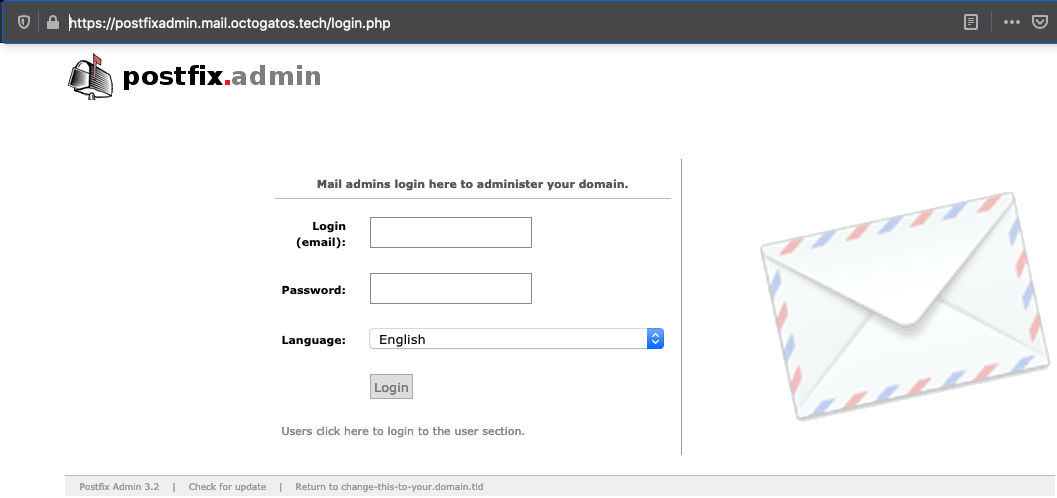 https://postfixadmin.mail.octogatos.tech/login.php
postfix.admin
Mail admins login here to administer your domain.
Login
(email):
Password:
Language:
English
Login
Users click here to login to the user section.
Postfix Admin 3.2 | Check for update | Return to change-this-to-your.domain.tld